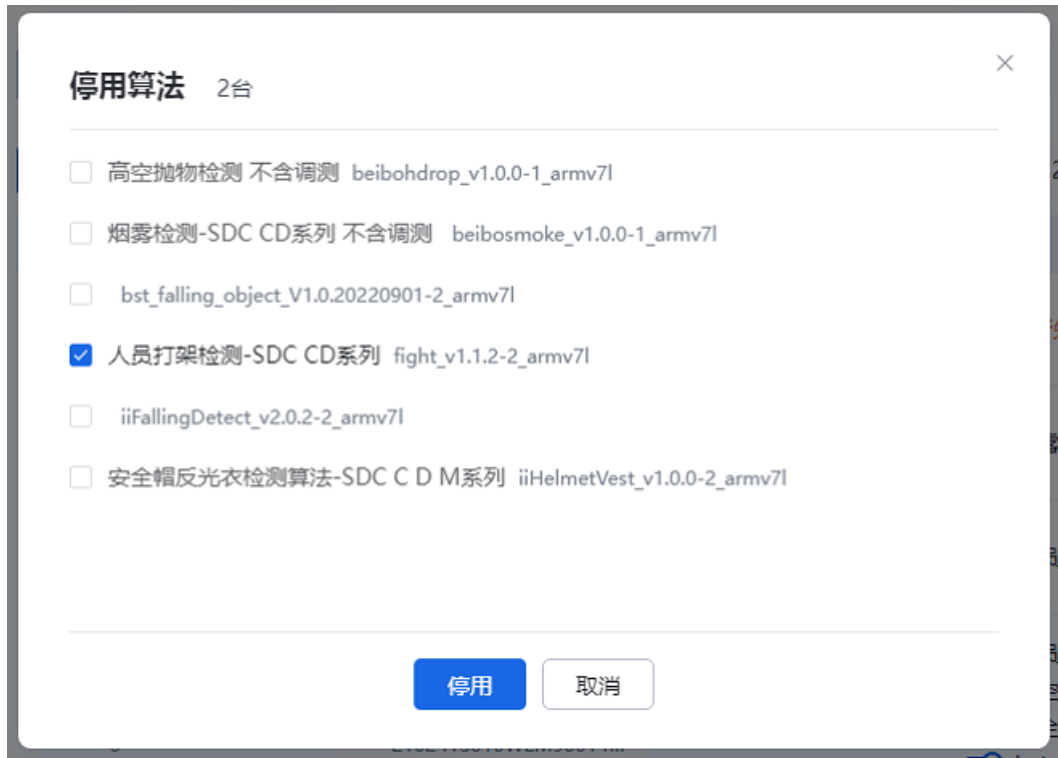 停用算法 2台
高空抛物检测 不含调测 beibohdrop_v1.0.0-1_armv7l
烟雾检测-SDC CD系列 不含调测 beibosmoke_v1.0.0-1_armv7l
bst_falling_object_V1.0.20220901-2_armv7l
人员打架检测-SDC CD系列 fight_v1.1.2-2_armv7l
iiFallingDetect_v2.0.2-2_armv7l
安全帽反光衣检测算法-SDC C D M系列 iiHelmetVest_v1.0.0-2_armv7l
停用 取消